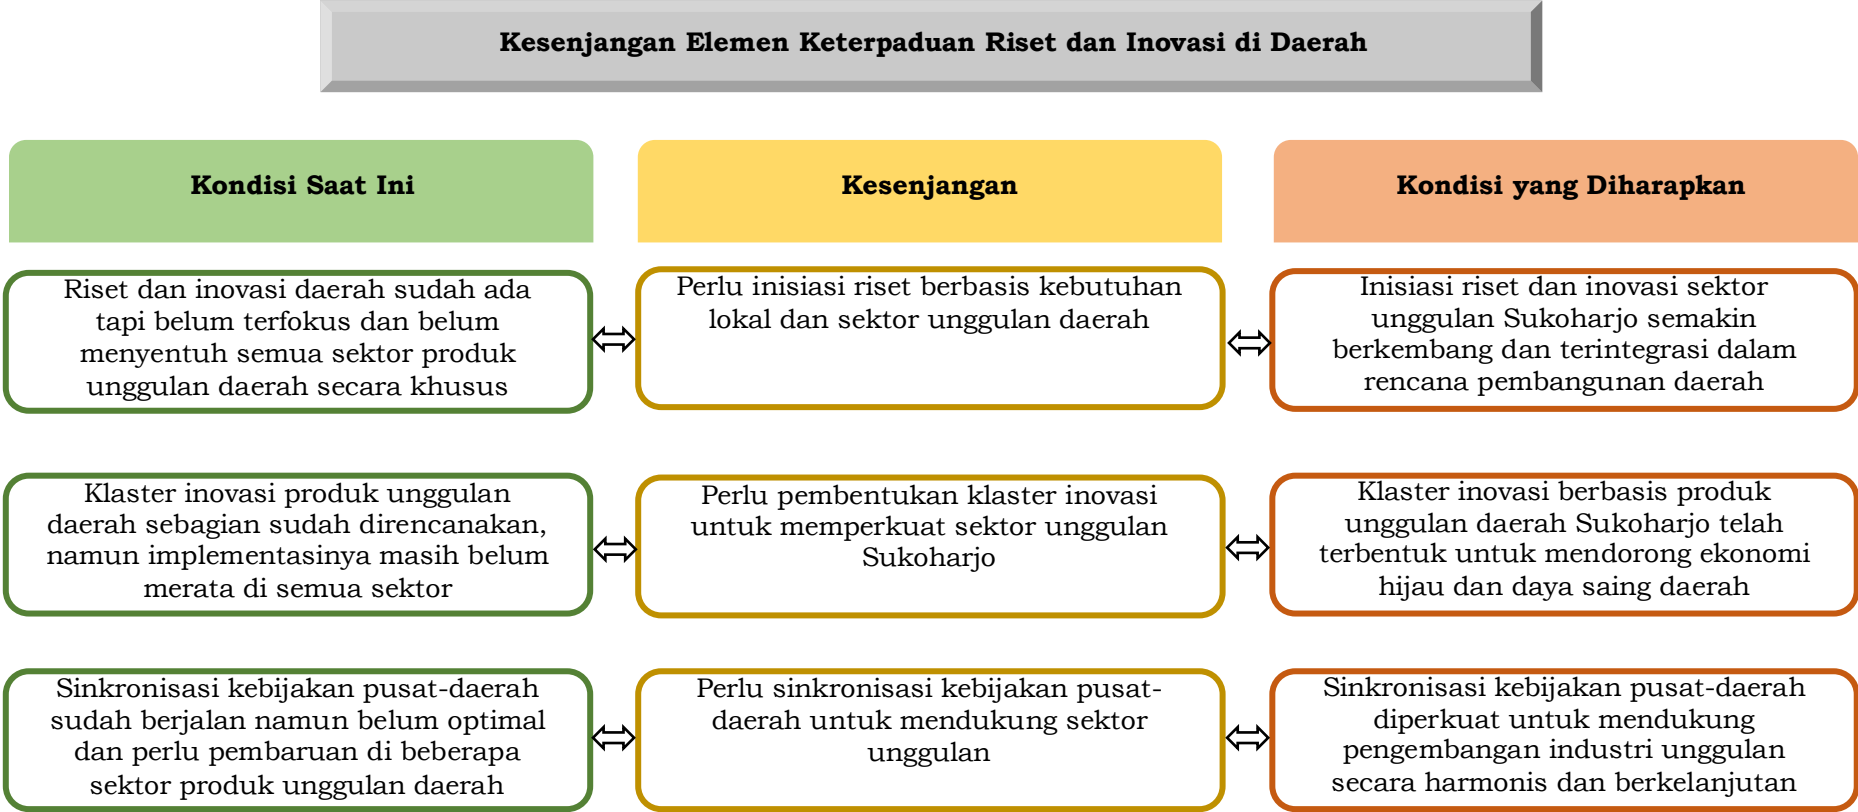 Kesenjangan Elemen Keterpaduan Riset dan Inovasi di Daerah
Kondisi Saat Ini
Kesenjangan
Kondisi yang Diharapkan
Riset dan inovasi daerah sudah ada
tapi belum terfokus dan belum
menyentuh semua sektor produk
unggulan daerah secara khusus
Perlu inisiasi riset berbasis kebutuhan
lokal dan sektor unggulan daerah
Inisiasi riset dan inovasi sektor
unggulan Sukoharjo semakin
berkembang dan terintegrasi dalam
rencana pembangunan daerah
Klaster inovasi produk unggulan
daerah sebagian sudah direncanakan,
namun implementasinya masih belum
merata di semua sektor
Perlu pembentukan klaster inovasi
untuk memperkuat sektor unggulan
Sukoharjo
Klaster inovasi berbasis produk
unggulan daerah Sukoharjo telah
terbentuk untuk mendorong ekonomi
hijau dan daya saing daerah
Sinkronisasi kebijakan pusat-daerah
sudah berjalan namun belum optimal
dan perlu pembaruan di beberapa
sektor produk unggulan daerah
Perlu sinkronisasi kebijakan pusat-
daerah untuk mendukung sektor
unggulan
Sinkronisasi kebijakan pusat-daerah
diperkuat untuk mendukung
pengembangan industri unggulan
secara harmonis dan berkelanjutan